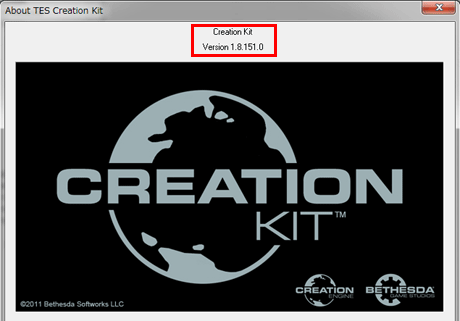 About TES Creation Kit
Creation Kit
Version 1.8.151.0
CREATION
KIT™
CREATION
ENGINE
BETHESDA
GAME STUDIOS
©2011 Bethesda Softworks LLC